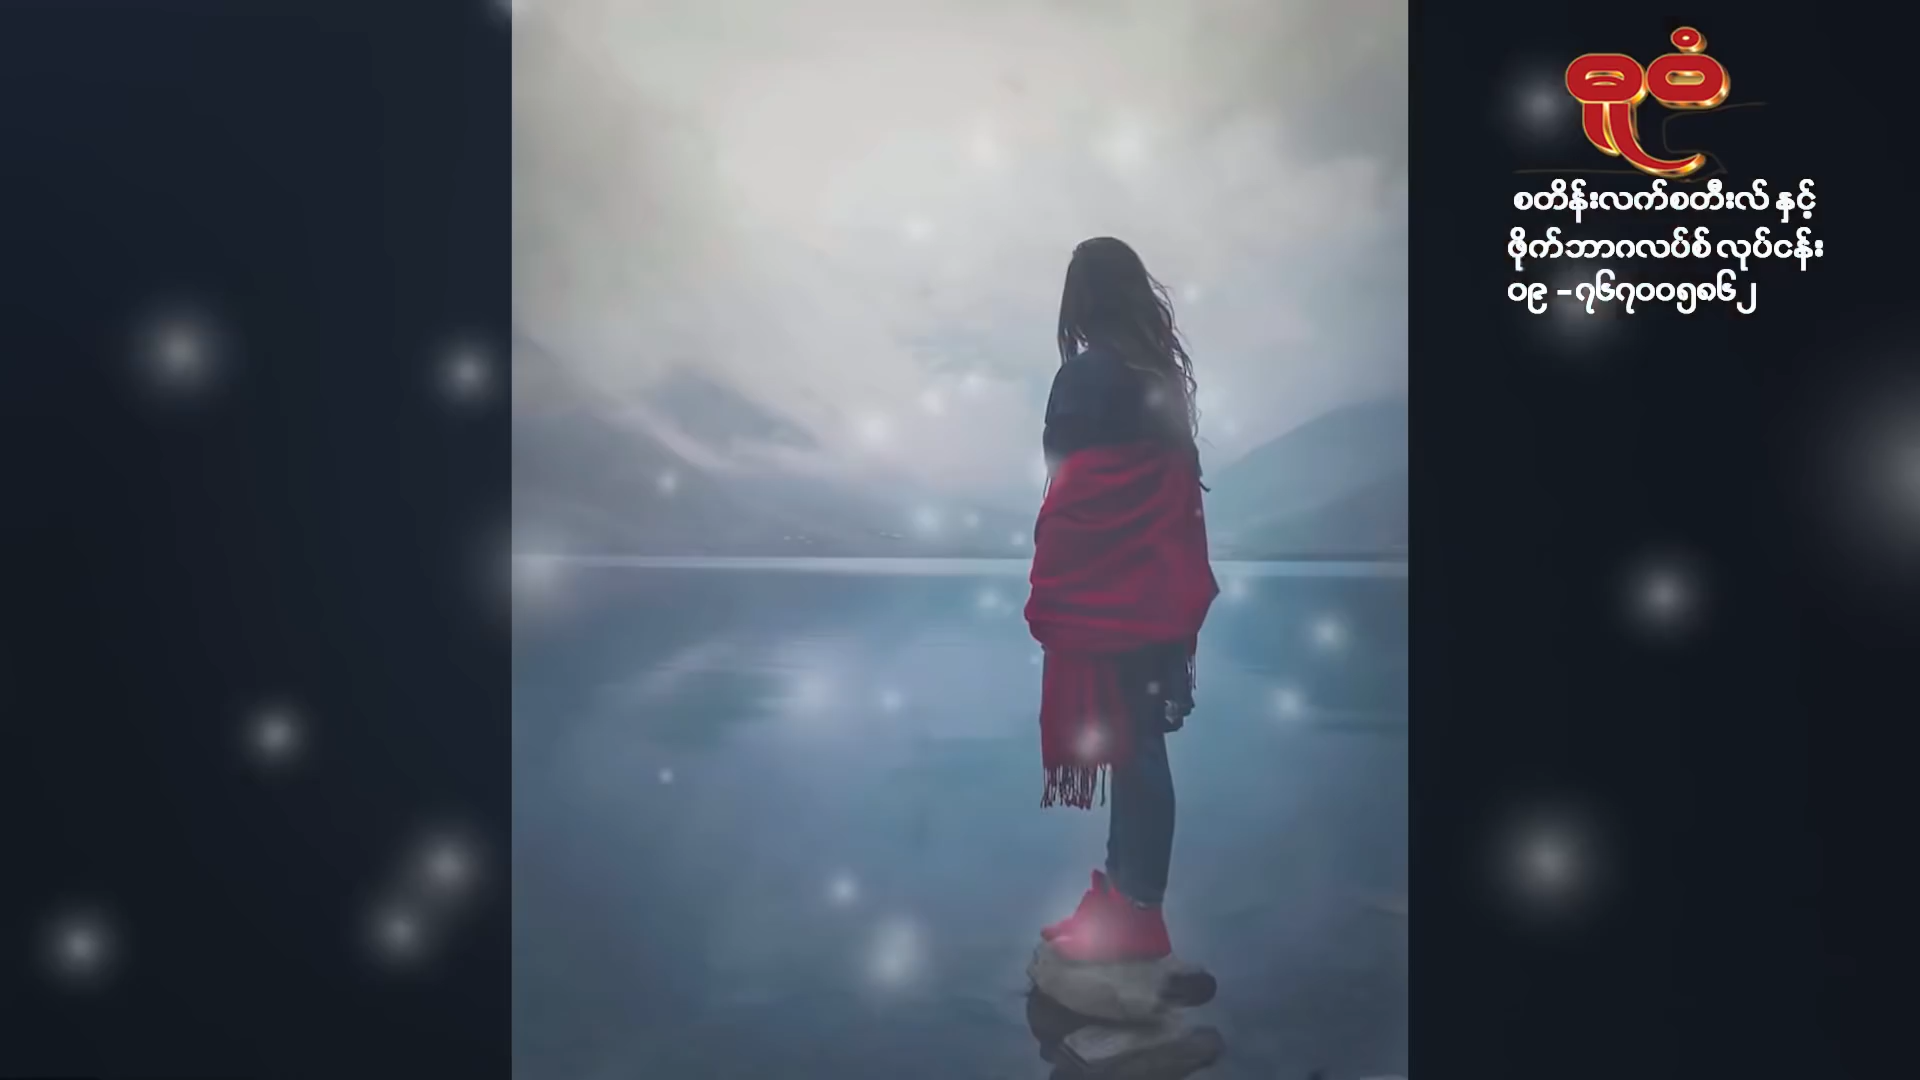 စူဝံ
စတိန်းလက်စတီးလ် နှင့်
ဖိုက်ဘာဂလပ်စ် လုပ်ငန်း
၀၉ - ၇၆၇၀၀၅၈၆၂